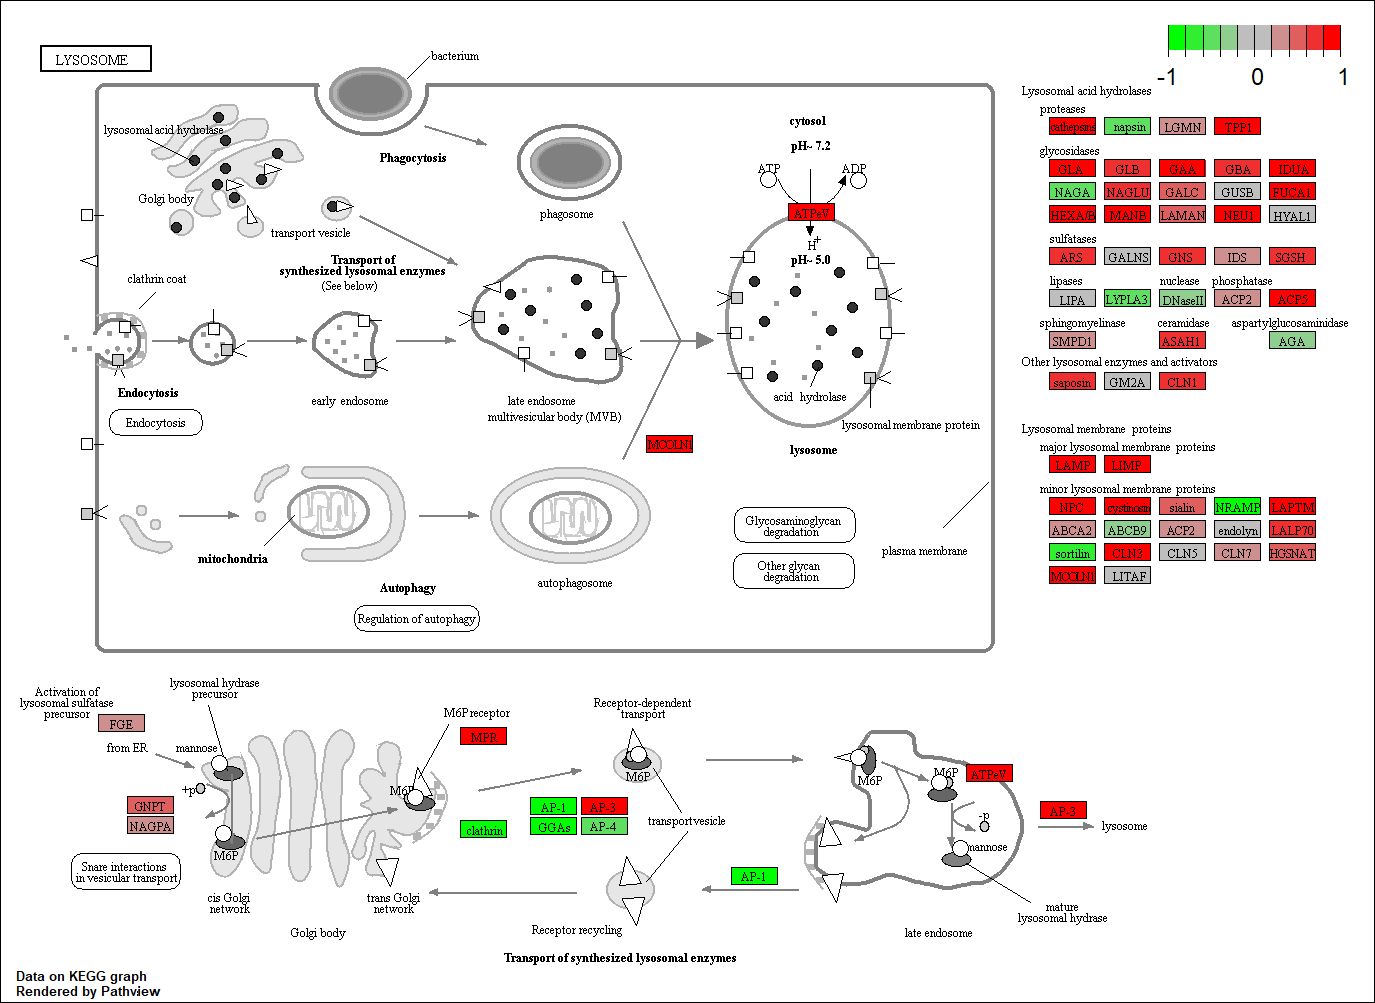 LYSOSOME
bacterium
-1 0 1
lysosomal acid hydrolase
Golgi body
transport vesicle
Phagocytosis
phagosome
Transport of
synthesized lysosomal enzymes
(See below)
clathrin coat
Endocytosis
Endocytosis
early endosome
late endosome
multivesicular body (MVB)
cytosol
pH~ 7.2
ATP
ADP
ATPeV
H+
pH~ 5.0
acid hydrolase
lysosomal membrane protein
lysosome
MCOLN1
mitochondria
Autophagy
Regulation of autophagy
autophagosome
Glycosaminoglycan
degradation
Other glycan
degradation
plasma membrane
Lysosomal acid hydrolases
proteases
cathepsins napsin LGMN TPP1
glycosidases
GLA GLB GAA GBA IDUA
NAGA NAGLU GALC GUSB FUCA1
HEXA/B MANB LAMAN NEU1 HYAL1
sulfatases
ARS GALNS GNS IDS SGSH
lipases nuclease phosphatase
LIPA LYPLA3 DNaseII ACP2 ACP5
sphingomyelinase ceramidase aspartylglucosaminidase
SMPD1 ASAH1 AGA
Other lysosomal enzymes and activators
saposin GM2A CLN1
Lysosomal membrane proteins
major lysosomal membrane proteins
LAMP LIMP
minor lysosomal membrane proteins
NPC cystinosin sialin NRAMP LAPTM
ABCA2 ABCB9 ACP2 endolyn LALP70
sortilin CLN3 CLN5 CLN7 HGSNAT
MCOLN1 LITAF
Activation of
lysosomal sulfatase
precursor
FGE
from ER
lysosomal hydrase
precursor
mannose
+p
GNPT
NAGPA
M6P
Snare interactions
in vesicular transport
cis Golgi
network
Golgi body
trans Golgi
network
M6P receptor
MPR
M6P
clathrin
AP-1 AP-3
GGAs AP-4
Receptor-dependent
transport
M6P
transport vesicle
Receptor recycling
AP-1
M6P
M6P
ATPeV
-p
mannose
AP-3
lysosome
mature
lysosomal hydrase
late endosome
Transport of synthesized lysosomal enzymes
Data on KEGG graph
Rendered by Pathview